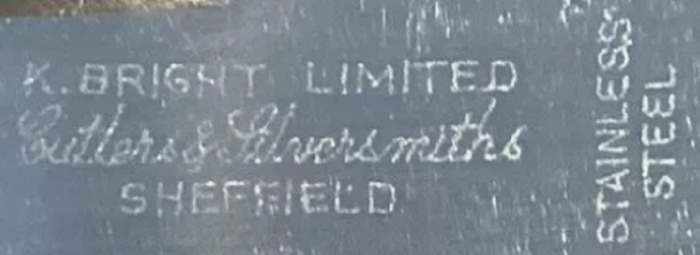 K. BRIGHT LIMITED
Cutlers & Silversmiths
SHEFFIELD
STAINLESS
STEEL